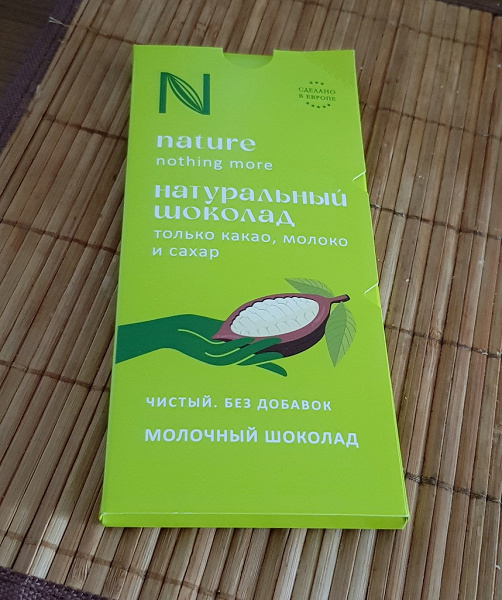 N
СДЕЛАНО
В ЕВРОПЕ
nature
nothing more
натуральный
шоколад
только какао, молоко
и сахар
ЧИСТЫЙ. БЕЗ ДОБАВОК
МОЛОЧНЫЙ ШОКОЛАД